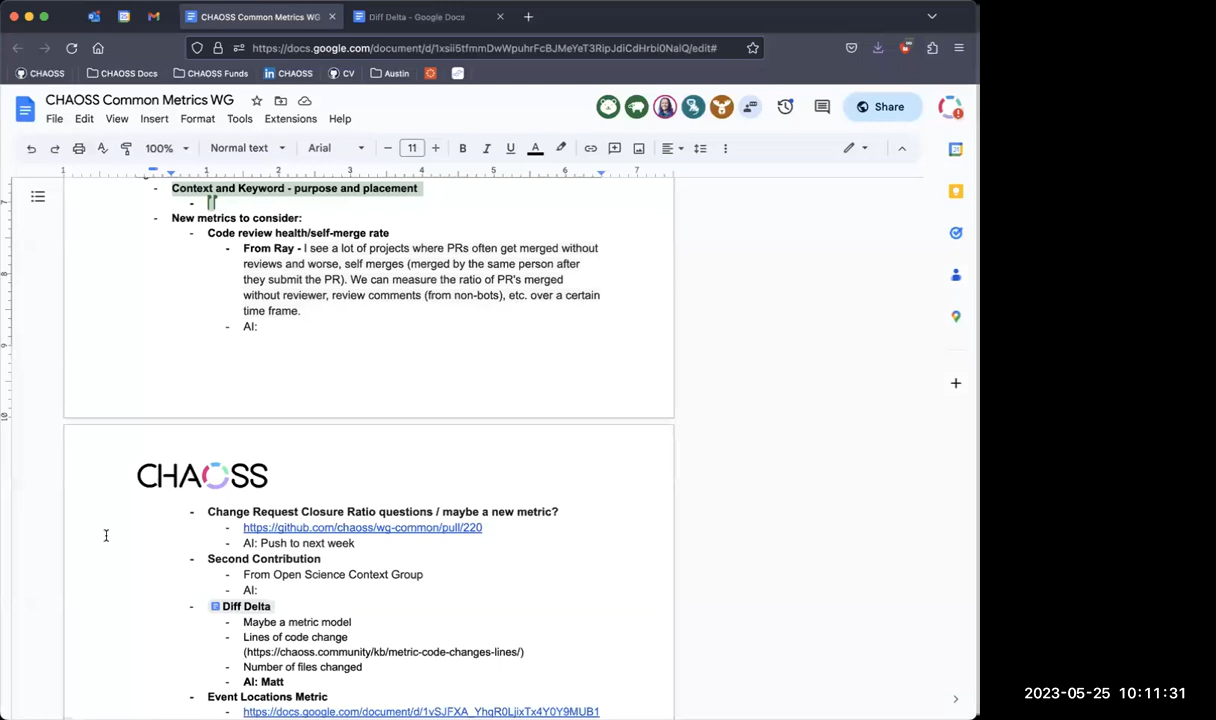 CHAOSS Common Metrics WG
Diff Delta - Google Docs
https://docs.google.com/document/d/1xsii5tfmmDwWpuhrFcBJMeYeT3RipJdiCdHrbi0NalQ/edit#
CHAOSS
CHAOSS Docs
CHAOSS Funds
CHAOSS
CV
Austin
CHAOSS Common Metrics WG
Share
File Edit View Insert Format Tools Extensions Help
100% Normal text Arial 11
1 1 2 3 4 5 6 7
- Context and Keyword - purpose and placement
-
- New metrics to consider:
- Code review health/self-merge rate
- From Ray - I see a lot of projects where PRs often get merged without
reviews and worse, self merges (merged by the same person after
they submit the PR). We can measure the ratio of PR's merged
without reviewer, review comments (from non-bots), etc. over a certain
time frame.
- AI:
CHAOSS
- Change Request Closure Ratio questions / maybe a new metric?
- https://github.com/chaoss/wg-common/pull/220
- AI: Push to next week
- Second Contribution
- From Open Science Context Group
- AI:
- Diff Delta
- Maybe a metric model
- Lines of code change
(https://chaoss.community/kb/metric-code-changes-lines/)
- Number of files changed
- AI: Matt
- Event Locations Metric
- https://docs.google.com/document/d/1vSJFXA_YhqR0LjixTx4Y0Y9MUB1
2023-05-25 10:11:31